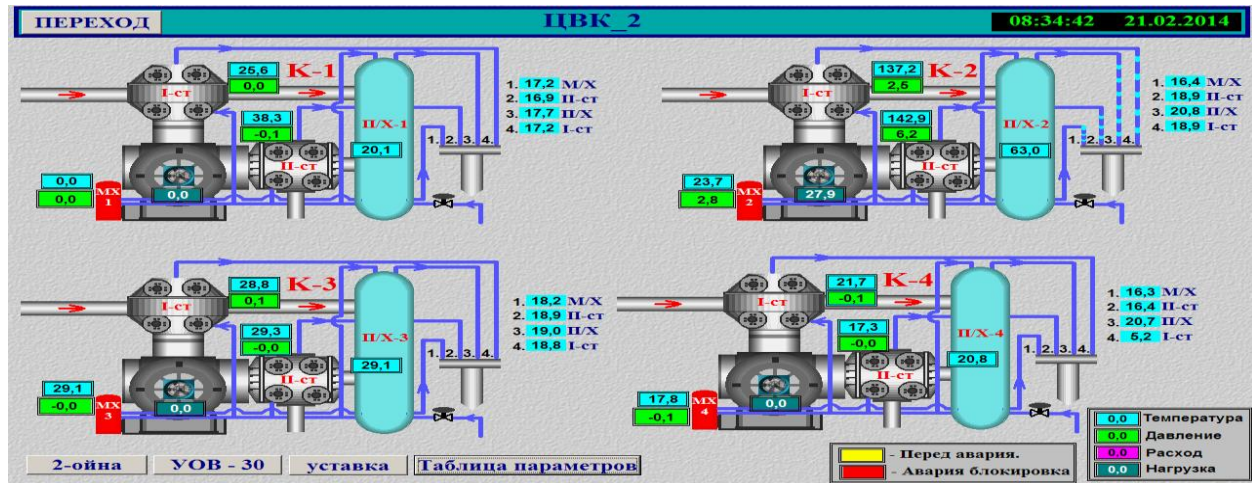 ПЕРЕХОД ЦВК_2 08:34:42 21.02.2014
25,6 К-1
0,0
I-ст
38,3
-0,1
П/Х-1
20,1
II-ст
0,0
0,0
0,0
МХ 1
1. 2. 3. 4.
1. 17,2 М/Х
2. 16,9 II-ст
3. 17,7 П/Х
4. 17,2 I-ст
137,2 К-2
2,5
I-ст
142,9
6,2
П/Х-2
63,0
II-ст
27,9
23,7
2,8
МХ 2
1. 2. 3. 4.
1. 16,4 М/Х
2. 18,9 II-ст
3. 20,8 П/Х
4. 18,9 I-ст
28,8 К-3
0,1
I-ст
29,3
-0,0
П/Х-3
29,1
II-ст
0,0
29,1
-0,0
МХ 3
1. 2. 3. 4.
1. 18,2 М/Х
2. 18,9 II-ст
3. 19,0 П/Х
4. 18,8 I-ст
21,7 К-4
-0,1
I-ст
17,3
-0,0
П/Х-4
20,8
II-ст
0,0
17,8
-0,1
МХ 4
1. 2. 3. 4.
1. 16,3 М/Х
2. 16,4 II-ст
3. 20,7 П/Х
4. 5,2 I-ст
2-ойна УОВ - 30 уставка Таблица параметров
- Перед авария.
- Авария блокировка
0,0 Температура
0,0 Давление
0,0 Расход
0,0 Нагрузка